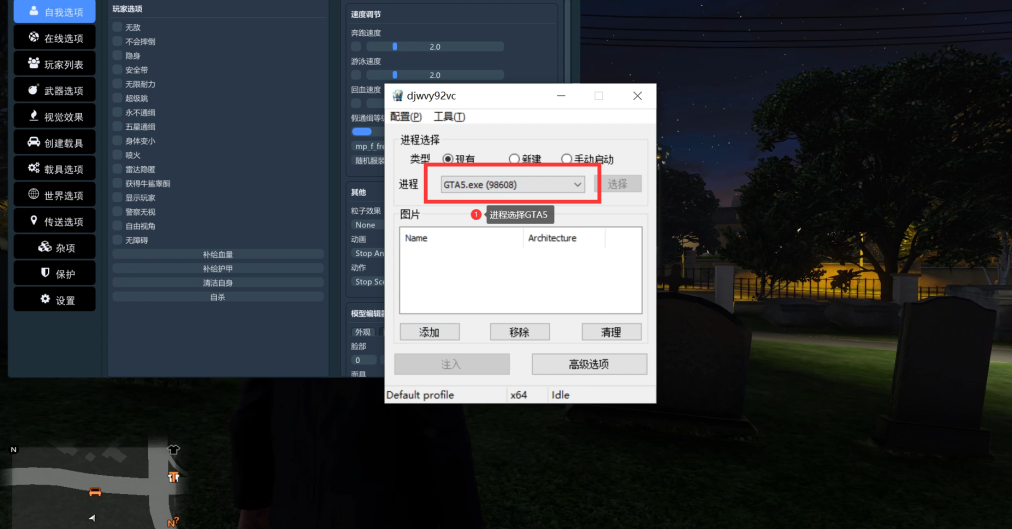 自我选项
在线选项
玩家列表
武器选项
视觉效果
创建载具
载具选项
世界选项
传送选项
杂项
保护
设置
玩家选项
无敌
不会摔倒
隐身
安全带
无限耐力
超级跳
永不通缉
五星通缉
身体变小
喷火
雷达隐匿
获得牛鲨睾酮
显示玩家
警察无视
自由视角
无障碍
补给血量
补给护甲
清洁自身
自杀
速度调节
奔跑速度
2.0
游泳速度
2.0
回血速度
假通缉等级
mp_f_fre
随机服装
其他
粒子效果
None
动画
Stop An
动作
Stop Sce
模型编辑器
外观
脸部
0
面具
djwvy92vc
配置(P) 工具(T)
进程选择
类型 现有 新建 手动启动
进程 GTA5.exe (98608) 选择
1 进程选择GTA5
图片
Name Architecture
添加 移除 清理
注入 高级选项
Default profile x64 Idle
N
N?